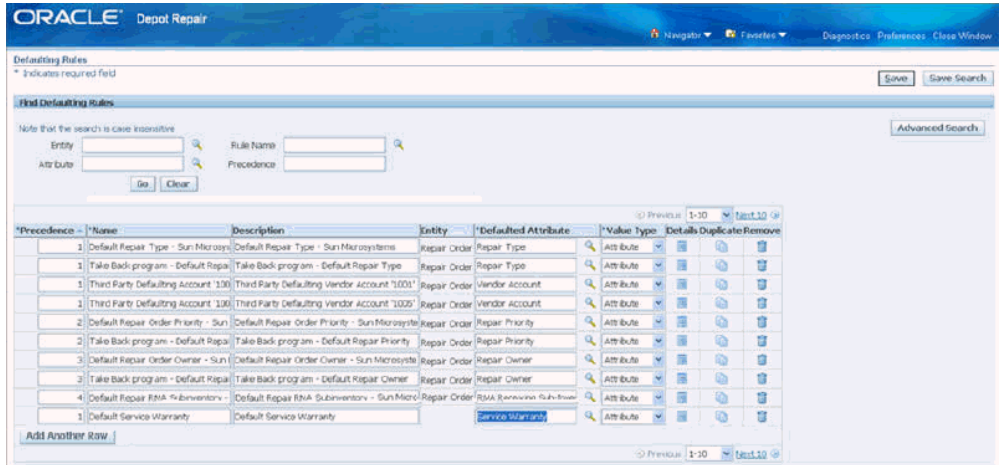 ORACLE Depot Repair
Navigator Favorites Diagnostics Preferences Close Window
Defaulting Rules
* Indicates required field
Save Save Search
Find Defaulting Rules
Note that the search is case insensitive
Advanced Search
Entity Rule Name
Attribute Precedence
Go Clear
Previous 1-10 Next 10
*Precedence *Name Description Entity *Defaulted Attribute *Value Type Details Duplicate Remove
1 Default Repair Type - Sun Microsys Default Repair Type - Sun Microsystems Repair Order Repair Type Attribute
1 Take Back program - Default Repai Take Back program - Default Repair Type Repair Order Repair Type Attribute
1 Third Party Defaulting Account '100 Third Party Defaulting Vendor Account '1001' Repair Order Vendor Account Attribute
1 Third Party Defaulting Account '100 Third Party Defaulting Vendor Account '1005' Repair Order Vendor Account Attribute
2 Default Repair Order Priority - Sun Default Repair Order Priority - Sun Microsyste Repair Order Repair Priority Attribute
2 Take Back program - Default Repai Take Back program - Default Repair Priority Repair Order Repair Priority Attribute
3 Default Repair Order Owner - Sun Default Repair Order Owner - Sun Microsyste Repair Order Repair Owner Attribute
3 Take Back program - Default Repai Take Back program - Default Repair Owner Repair Order Repair Owner Attribute
4 Default Repair RMA Subinventory - Default Repair RMA Subinventory - Sun Micro Repair Order RMA Receiving Attribute
1 Default Service Warranty Default Service Warranty Service Warranty Attribute
Add Another Row
Previous 1-10 Next 10